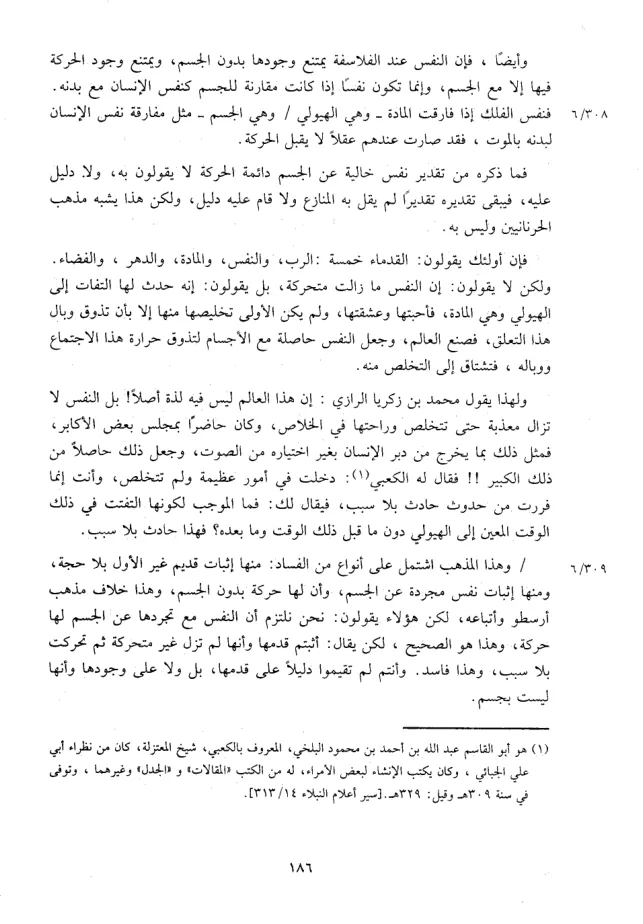 وأيضًا ، فإن النفس عند الفلاسفة يمتنع وجودها بدون الجسم، ويمتنع وجود الحركة
فيها إلا مع الجسم، وإنما تكون نفسًا إذا كانت مقارنة للجسم كنفس الإنسان مع بدنه.
٦/٣٠٨ فنفس الفلك إذا فارقت المادة ــ وهي الهيولي / وهي الجسم ــ مثل مفارقة نفس الإنسان
لبدنه بالموت ، فقد صارت عندهم عقلاً لا يقبل الحركة.
فما ذكره من تقدير نفس خالية عن الجسم دائمة الحركة لا يقولون به، ولا دليل
عليه، فيبقى تقديره تقديرًا لم يقل به المنازع ولا قام عليه دليل، ولكن هذا يشبه مذهب
الحرنانيين وليس به.
فإن أولئك يقولون: القدماء خمسة :الرب، والنفس، والمادة، والدهر ، والفضاء.
ولكن لا يقولون: إن النفس ما زالت متحركة، بل يقولون: إنه حدث لها التفات إلى
الهيولي وهي المادة، فأحبتها وعشقتها، ولم يكن الأولى تخليصها منها إلا بأن تذوق وبال
هذا التعلق، فصنع العالم، وجعل النفس حاصلة مع الأجسام لتذوق حرارة هذا الاجتماع
ووباله ، فتشتاق إلى التخلص منه.
ولهذا يقول محمد بن زكريا الرازي : إن هذا العالم ليس فيه لذة أصلاً! بل النفس لا
تزال معذبة حتى تتخلص وراحتها في الخلاص، وكان حاضرًا بمجلس بعض الأكابر،
فمثل ذلك بما يخرج من دبر الإنسان بغير اختياره من الصوت، وجعل ذلك حاصلاً من
ذلك الكبير !! فقال له الكعبي(١): دخلت في أمور عظيمة ولم تتخلص، وأنت إنما
فررت من حدوث حادث بلا سبب، فيقال لك: فما الموجب لكونها التفتت في ذلك
الوقت المعين إلى الهيولي دون ما قبل ذلك الوقت وما بعده؟ فهذا حادث بلا سبب.
٦/٣٠٩ / وهذا المذهب اشتمل على أنواع من الفساد: منها إثبات قديم غير الأول بلا حجة،
ومنها إثبات نفس مجردة عن الجسم، وأن لها حركة بدون الجسم، وهذا خلاف مذهب
أرسطو وأتباعه، لكن هؤلاء يقولون: نحن نلتزم أن النفس مع تجردها عن الجسم لها
حركة، وهذا هو الصحيح ، لكن يقال: أثبتم قدمها وأنها لم تزل غير متحركة ثم تحركت
بلا سبب، وهذا فاسد. وأنتم لم تقيموا دليلاً على قدمها، بل ولا على وجودها وأنها
ليست بجسم.
(١) هو أبو القاسم عبد الله بن أحمد بن محمود البلخي، المعروف بالكعبي، شيخ المعتزلة، كان من نظراء أبي
علي الجبائي ، وكان يكتب الإنشاء لبعض الأمراء، له من الكتب «المقالات» و «الجدل» وغيرهما ، وتوفى
في سنة ٣٠٩هـ وقيل: ٣٢٩هـ.[سير أعلام النبلاء ٣١٣/١٤].
١٨٦